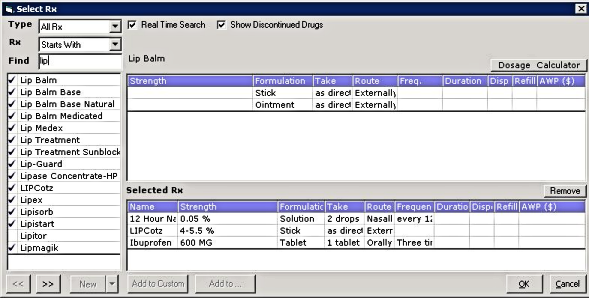 Select Rx
Type All Rx Real Time Search Show Discontinued Drugs
Rx Starts With
Find lip Lip Balm Dosage Calculator
Lip Balm
Lip Balm Base
Lip Balm Base Natural
Lip Balm Medicated
Lip Medex
Lip Treatment
Lip Treatment Sunblock
Lip-Guard
Lipase Concentrate-HP
LIPCotz
Lipex
Lipisorb
Lipistart
Lipitor
Lipmagik
Strength Formulation Take Route Freq. Duration Disp Refill AWP ($)
Stick as direct Externally
Ointment as direct Externally
Selected Rx Remove
Name Strength Formulatic Take Route Frequen Duratio Disp Refill AWP ($)
12 Hour Na 0.05 % Solution 2 drops Nasall every 12
LIPCotz 4-5.5 % Stick as direct Extern
Ibuprofen 600 MG Tablet 1 tablet Orally Three tir
<< >> New Add to Custom Add to ... OK Cancel